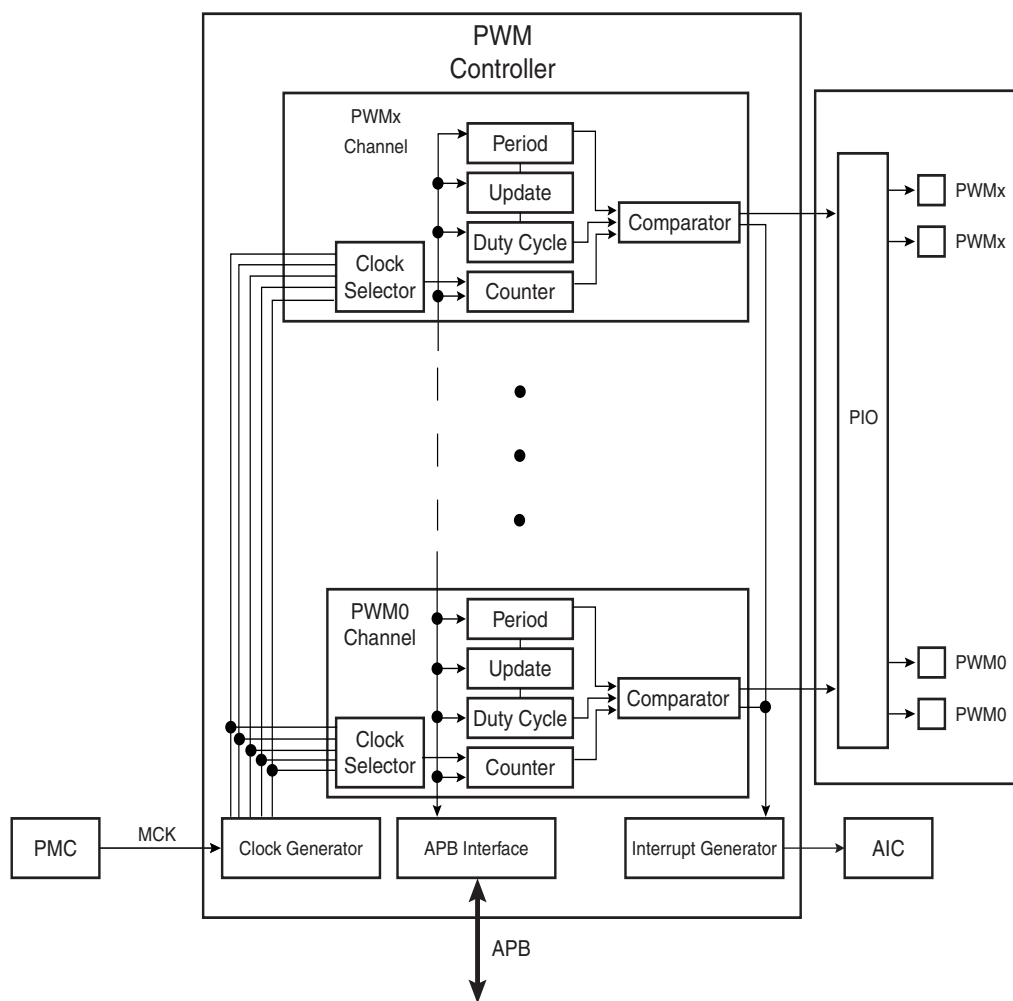 PWM
Controller
PWMx
Channel
Period
Update
Duty Cycle
Counter
Clock
Selector
Comparator
PIO
PWMx
PWMx
PWM0
Channel
Period
Update
Duty Cycle
Counter
Clock
Selector
Comparator
PWM0
PWM0
PMC
MCK
Clock Generator
APB Interface
Interrupt Generator
AIC
APB